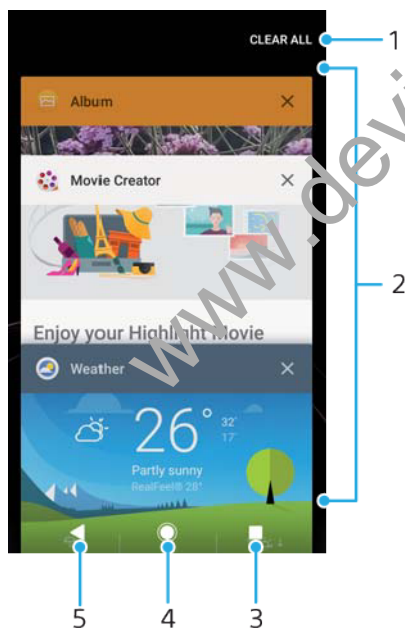 CLEAR ALL
1
Album
Movie Creator
2
Enjoy your Highlight Movie
Weather
26°
32°
17°
Partly sunny
RealFeel® 28°
5
4
3
www.devi